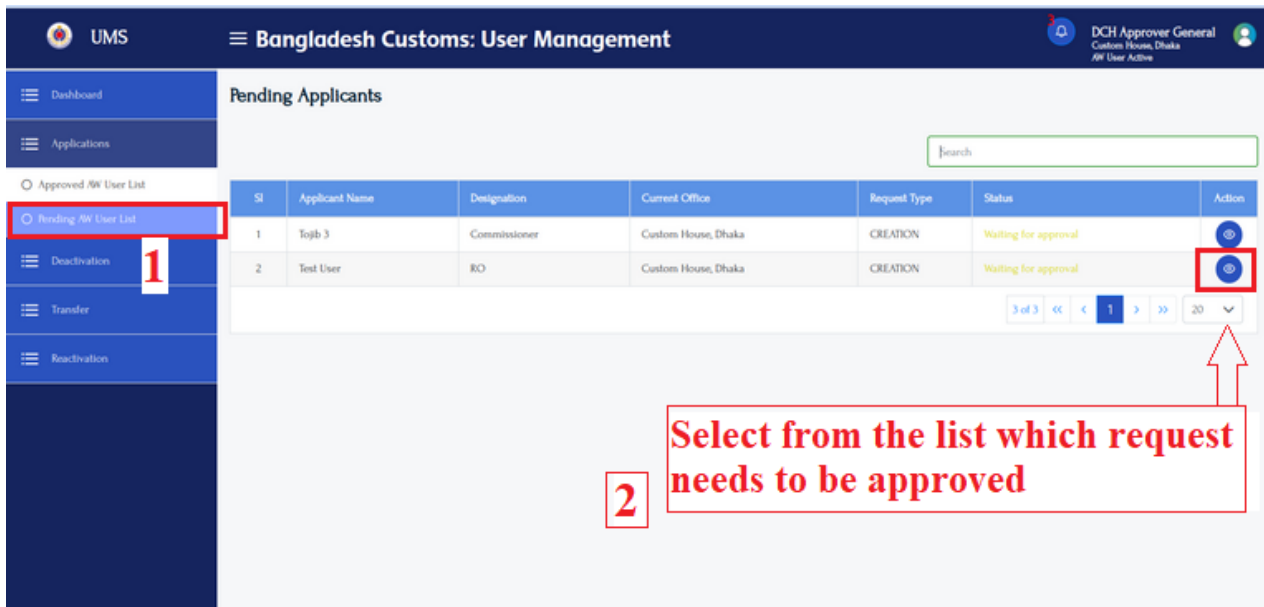 UMS
Bangladesh Customs: User Management
3
DCH Approver General
Custom House, Dhaka
AW User Active
Dashboard
Applications
Approved AW User List
Pending AW User List
Deactivation
Transfer
Reactivation
1
Pending Applicants
Search
Sl Applicant Name Designation Current Office Request Type Status Action
1 Tojib 3 Commissioner Custom House, Dhaka CREATION Waiting for approval
2 Test User RO Custom House, Dhaka CREATION Waiting for approval
3 of 3 « < 1 > » 20
2
Select from the list which request
needs to be approved